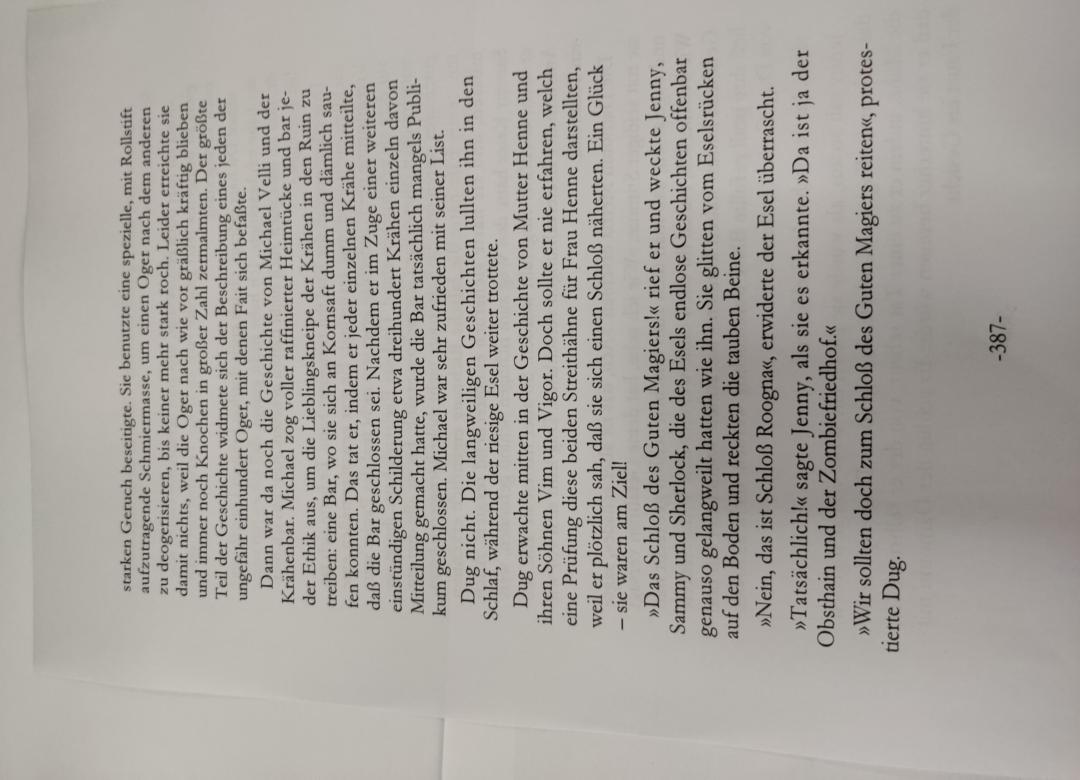 starken Geruch beseitigte. Sie benutzte eine spezielle, mit Rollstift
aufzutragende Schmiermasse, um einen Oger nach dem anderen
zu deogerisieren, bis keiner mehr stark roch. Leider erreichte sie
damit nichts, weil die Oger nach wie vor gräßlich kräftig blieben
und immer noch Knochen in großer Zahl zermalmten. Der größte
Teil der Geschichte widmete sich der Beschreibung eines jeden der
ungefähr einhundert Oger, mit denen Fait sich befaßte.
Dann war da noch die Geschichte von Michael Velli und der
Krähenbar. Michael zog voller raffinierter Heimtücke und bar je-
der Ethik aus, um die Lieblingskneipe der Krähen in den Ruin zu
treiben: eine Bar, wo sie sich an Kornsaft dumm und dämlich sau-
fen konnten. Das tat er, indem er jeder einzelnen Krähe mitteilte,
daß die Bar geschlossen sei. Nachdem er im Zuge einer weiteren
einstündigen Schilderung etwa dreihundert Krähen einzeln davon
Mitteilung gemacht hatte, wurde die Bar tatsächlich mangels Publi-
kum geschlossen. Michael war sehr zufrieden mit seiner List.
Dug nicht. Die langweiligen Geschichten lullten ihn in den
Schlaf, während der riesige Esel weiter trottete.
Dug erwachte mitten in der Geschichte von Mutter Henne und
ihren Söhnen Vim und Vigor. Doch sollte er nie erfahren, welch
eine Prüfung diese beiden Streithähne für Frau Henne darstellten,
weil er plötzlich sah, daß sie sich einen Schloß näherten. Ein Glück
– sie waren am Ziel!
»Das Schloß des Guten Magiers!« rief er und weckte Jenny,
Sammy und Sherlock, die des Esels endlose Geschichten offenbar
genauso gelangweilt hatten wie ihn. Sie glitten vom Eselsrücken
auf den Boden und reckten die tauben Beine.
»Nein, das ist Schloß Roogna«, erwiderte der Esel überrascht.
»Tatsächlich!« sagte Jenny, als sie es erkannte. »Da ist ja der
Obsthain und der Zombiefriedhof.«
»Wir sollten doch zum Schloß des Guten Magiers reiten«, protes-
tierte Dug.
-387-